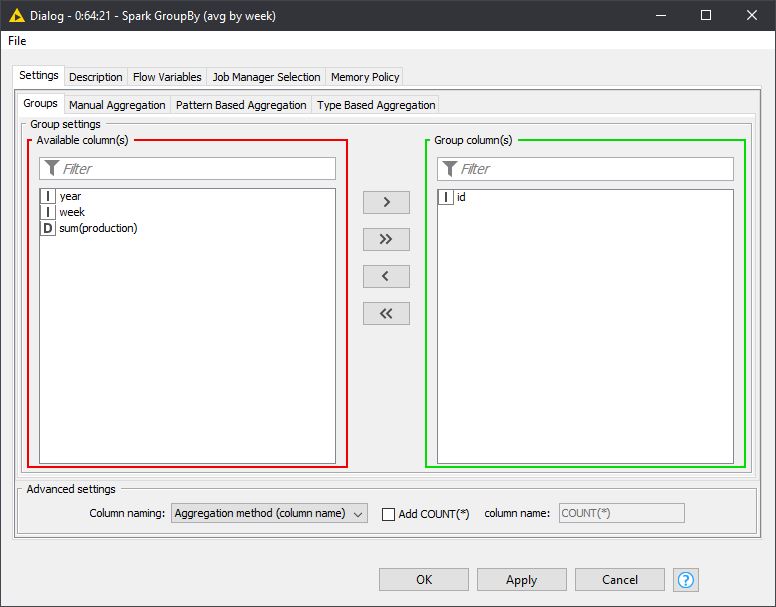 Dialog - 0:64:21 - Spark GroupBy (avg by week)
File
Settings Description Flow Variables Job Manager Selection Memory Policy
Groups Manual Aggregation Pattern Based Aggregation Type Based Aggregation
Group settings
Available column(s)
Filter
I year
I week
D sum(production)
>
>>
<
<<
Group column(s)
Filter
I id
Advanced settings
Column naming: Aggregation method (column name) Add COUNT(*) column name: COUNT(*)
OK Apply Cancel ?